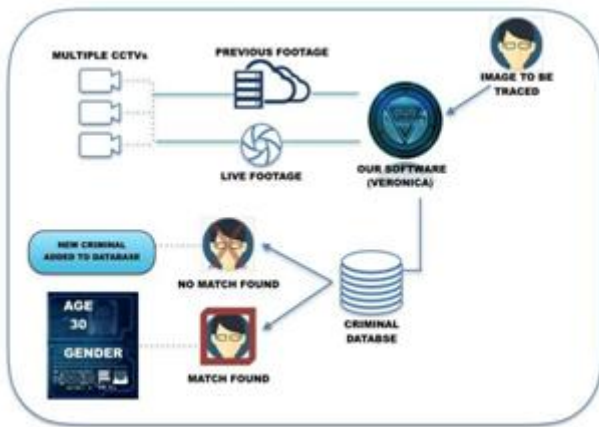 MULTIPLE CCTVs
PREVIOUS FOOTAGE
IMAGE TO BE
TRACED
LIVE FOOTAGE
OUR SOFTWARE
(VERONICA)
NEW CRIMINAL
ADDED TO DATABASE
NO MATCH FOUND
CRIMINAL
DATABSE
AGE
30
GENDER
MATCH FOUND